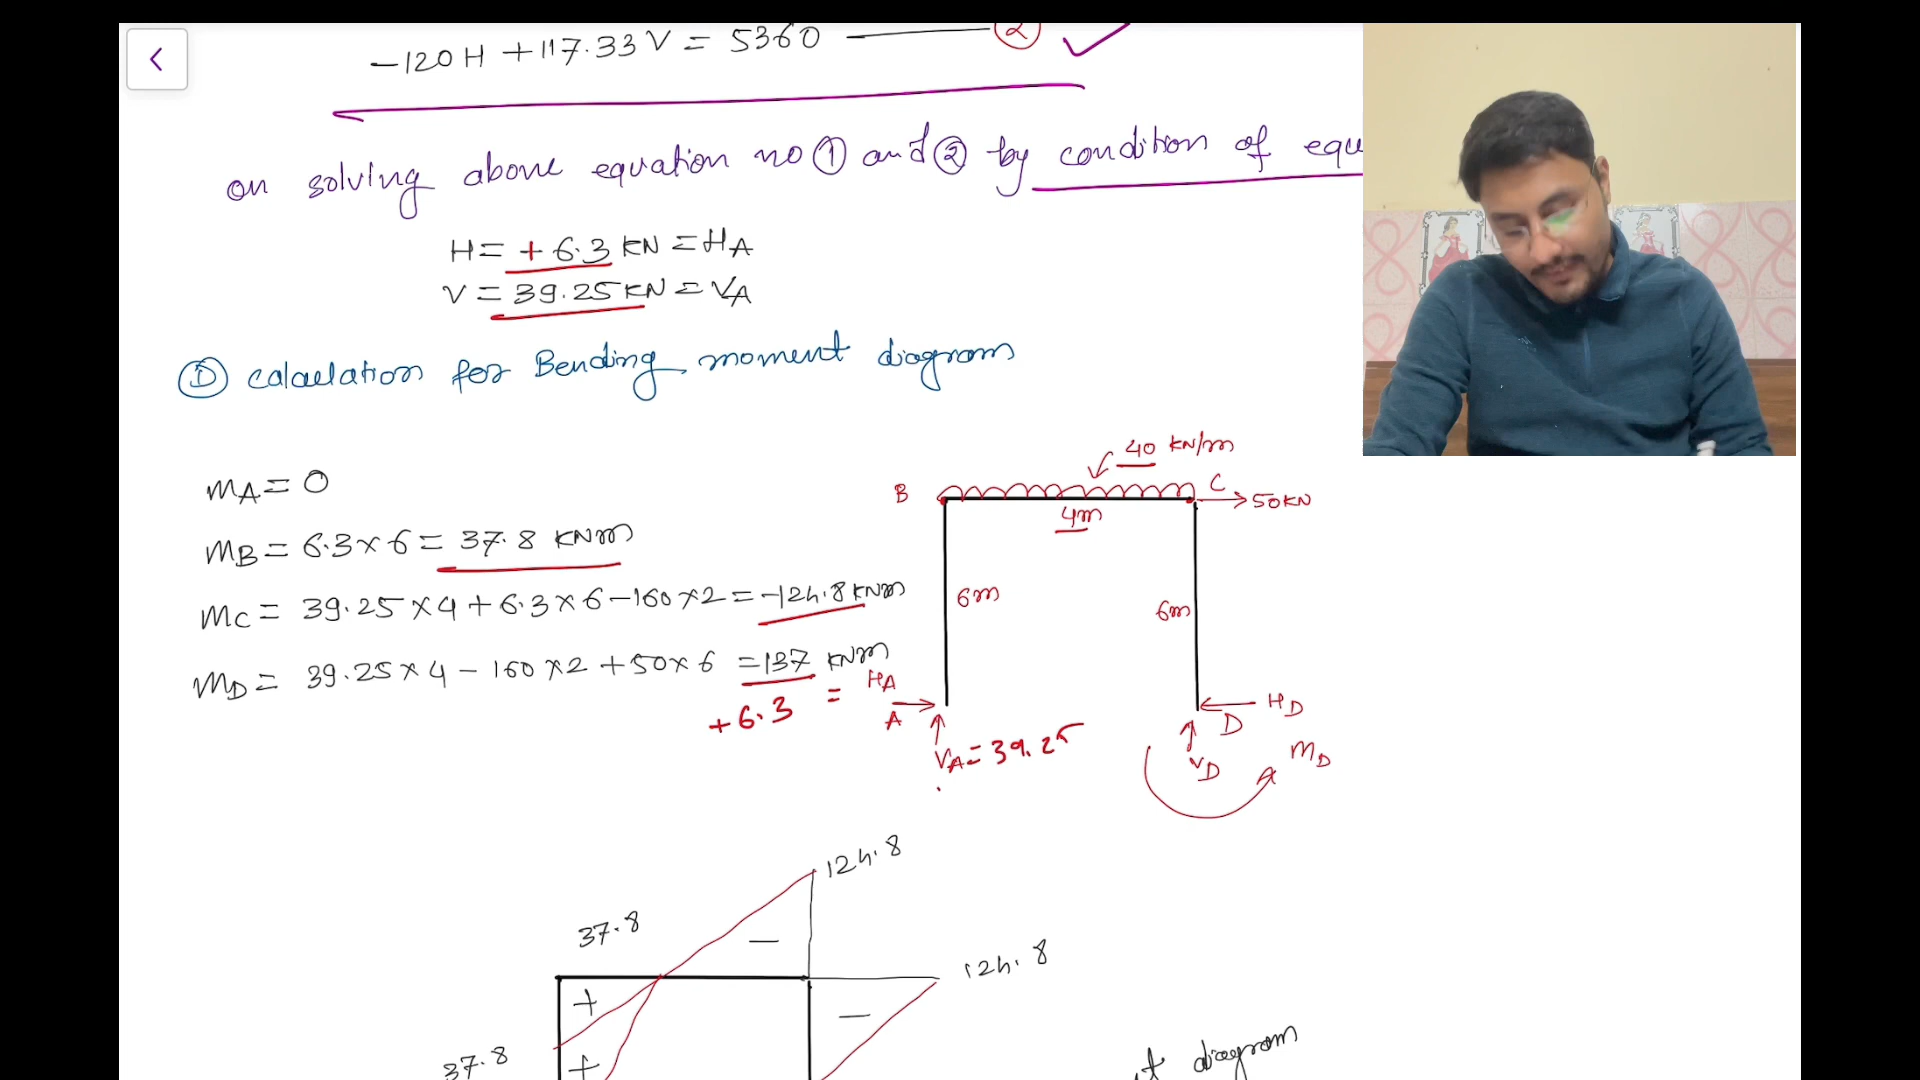 -120H +117.33V = 5360 ——— ②
on solving above equation no ① and ② by condition of equ
H = +6.3 KN = HA
V = 39.25 KN = VA
① calculation for Bending moment diagram
MA = 0
MB = 6.3×6 = 37.8 KNm
MC = 39.25×4 + 6.3×6 - 160×2 = -124.8 KNm
MD = 39.25×4 - 160×2 + 50×6 = 137 KNm
40 KN/m
B
C
50KN
4m
6m
6m
+6.3 = HA
A
VA = 39.25
HD
D
VD
MD
124.8
37.8
-
124.8
+
-
37.8
+
t diagram